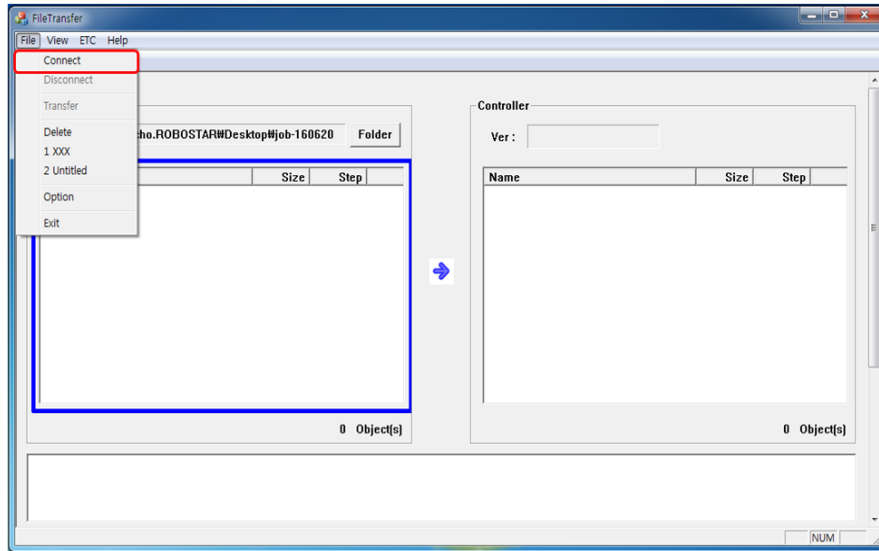 FileTransfer
File View ETC Help
Connect
Disconnect
Transfer
Delete
1 XXX
2 Untitled
Option
Exit
cho.ROBOSTAR₩Desktop₩job-160620 Folder
Size Step
0 Object(s)
Controller
Ver :
Name Size Step
0 Object(s)
NUM